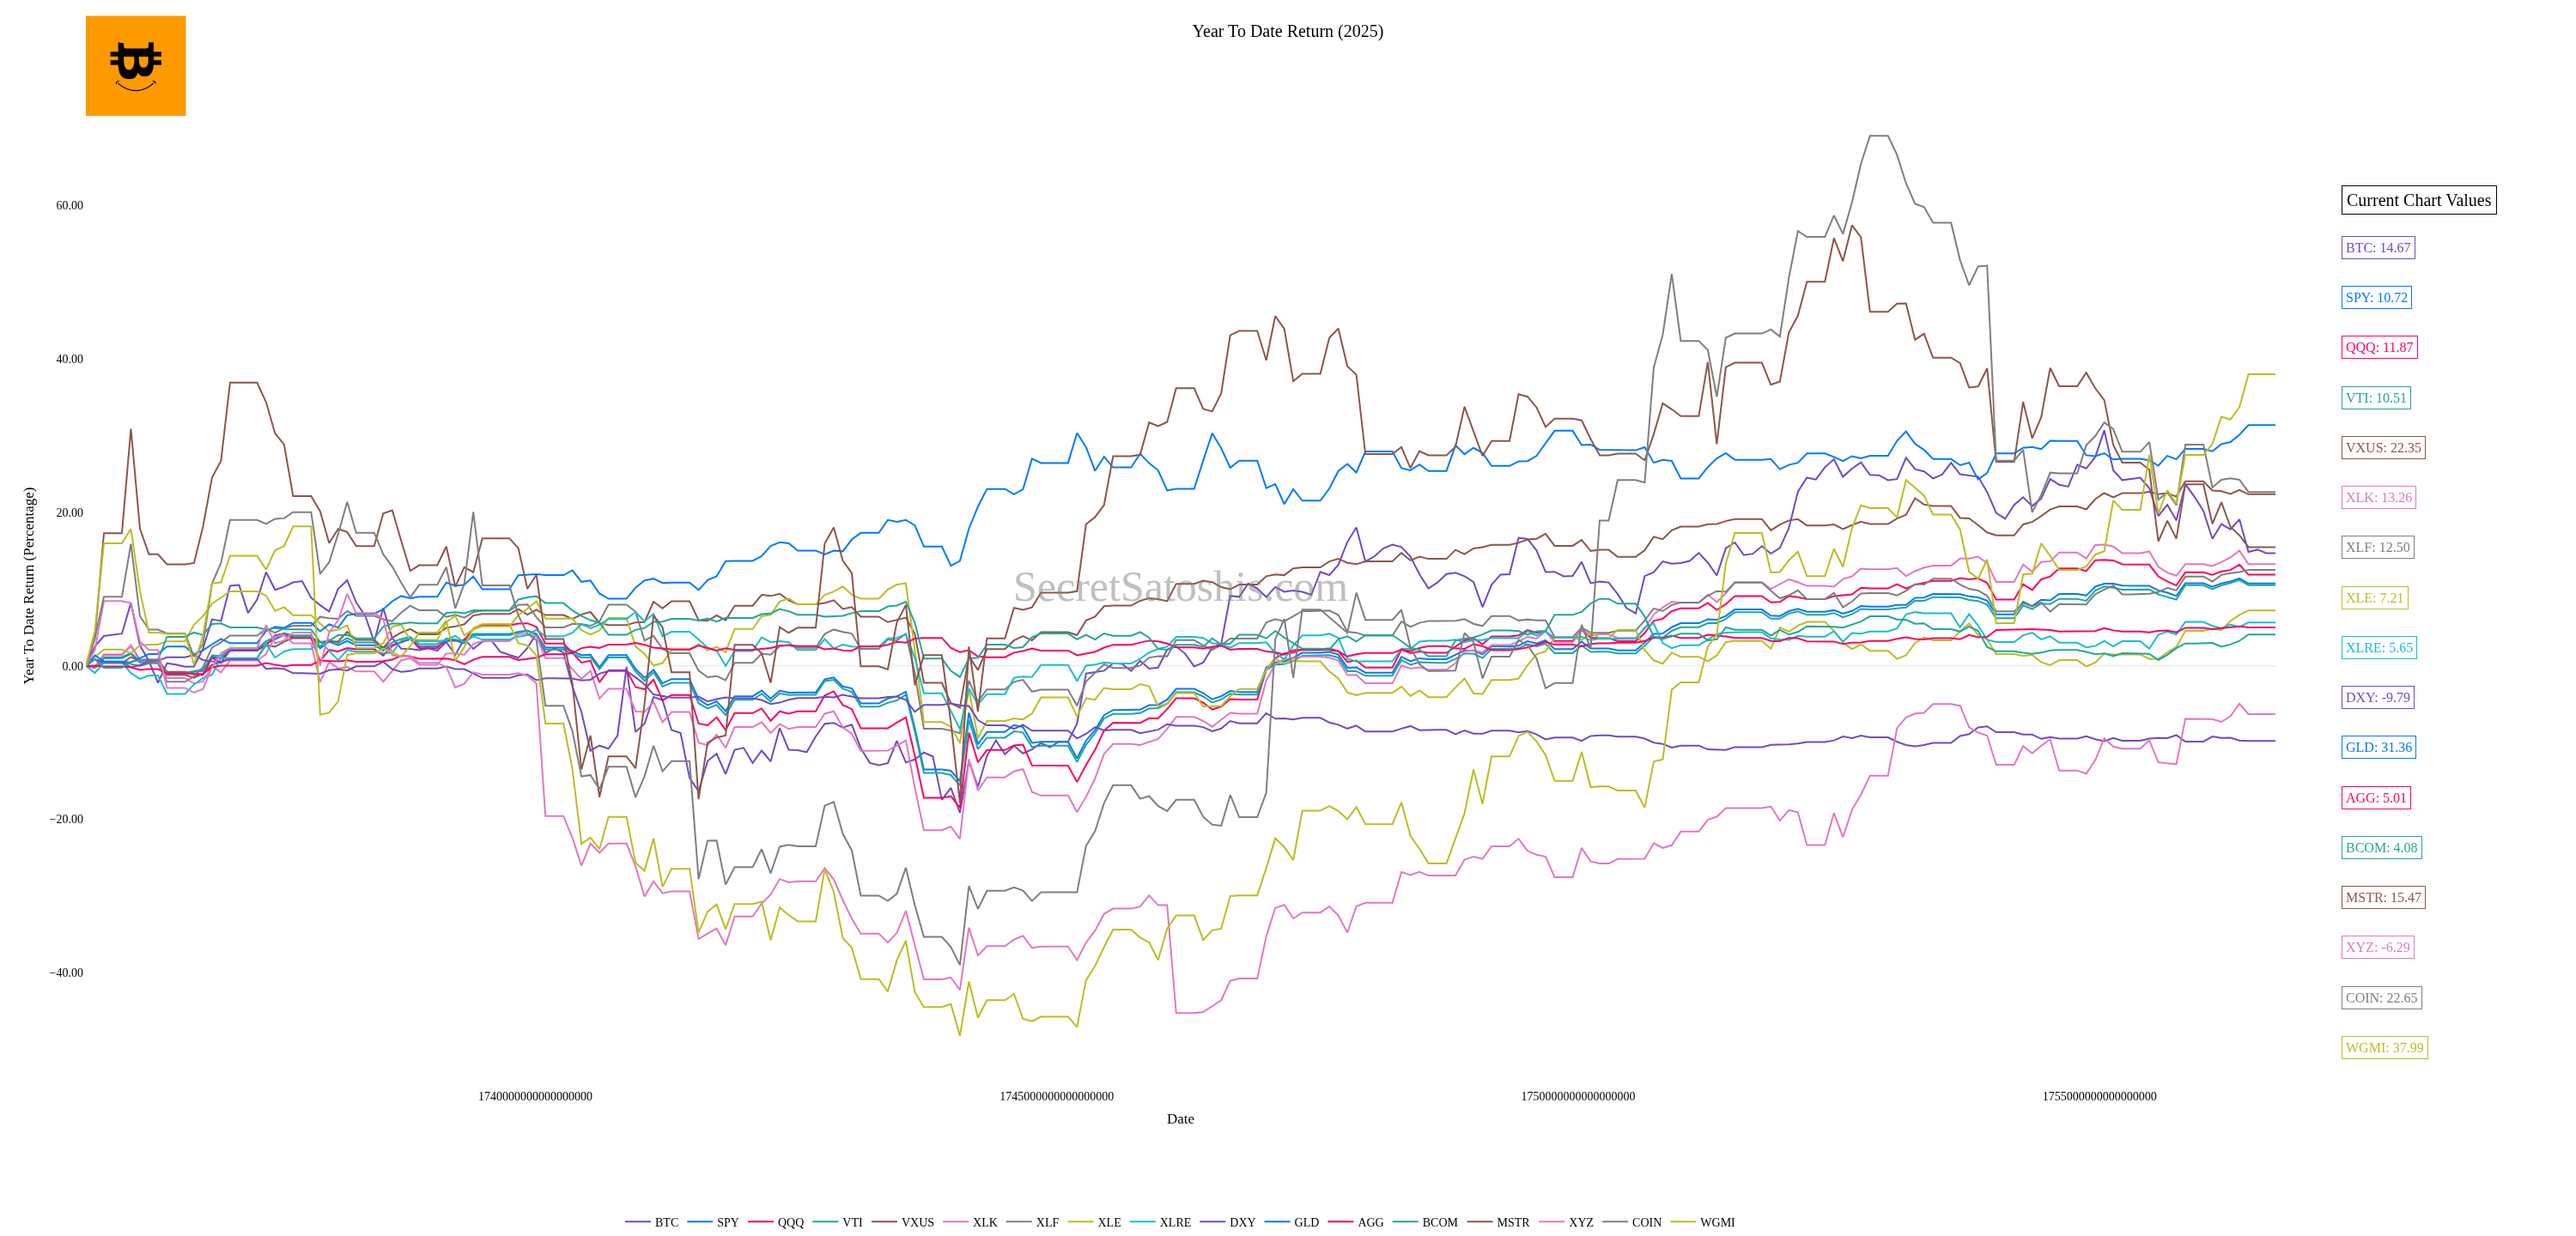 Year To Date Return (2025)
60.00
40.00
20.00
0.00
−20.00
−40.00
Year To Date Return (Percentage)
SecretSatoshis.com
Current Chart Values
BTC: 14.67
SPY: 10.72
QQQ: 11.87
VTI: 10.51
VXUS: 22.35
XLK: 13.26
XLF: 12.50
XLE: 7.21
XLRE: 5.65
DXY: -9.79
GLD: 31.36
AGG: 5.01
BCOM: 4.08
MSTR: 15.47
XYZ: -6.29
COIN: 22.65
WGMI: 37.99
1740000000000000000 1745000000000000000 1750000000000000000 1755000000000000000
Date
BTC SPY QQQ VTI VXUS XLK XLF XLE XLRE DXY GLD AGG BCOM MSTR XYZ COIN WGMI